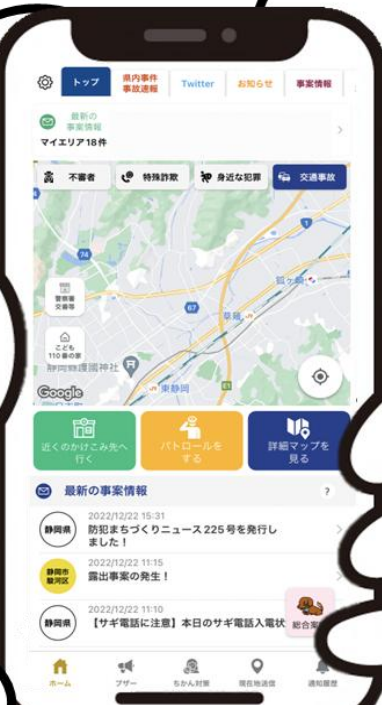 トップ
県内事件
事故速報
Twitter
お知らせ
事案情報
最新の
事案情報
マイエリア18件
不審者
特殊詐欺
身近な犯罪
交通事故
1
74
67
警察署
交番等
草薙
こども
110番の家
静岡縣護國神社
東静岡
E1
Google
近くのかけこみ先へ
行く
パトロールを
する
詳細マップを
見る
最新の事案情報
?
静岡県
2022/12/22 15:31
防犯まちづくりニュース225号を発行し
ました!
静岡市
駿河区
2022/12/22 11:15
露出事案の発生!
静岡県
2022/12/22 11:10
【サギ電話に注意】本日のサギ電話入電状
総合案
ホーム
ブザー
ちかん対策
現在地送信
通知履歴